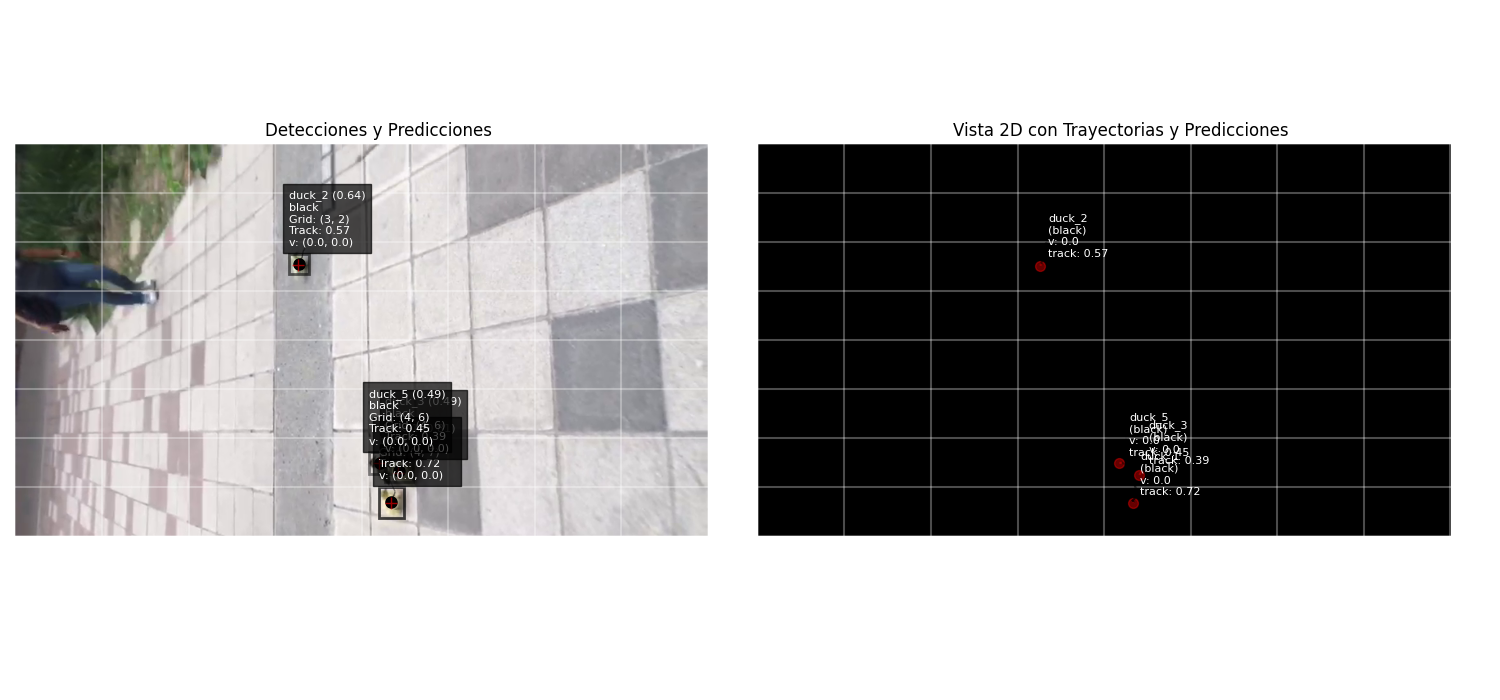 Detecciones y Predicciones
duck_2 (0.64)
black
Grid: (3, 2)
Track: 0.57
v: (0.0, 0.0)
duck_5 (0.49)
black
Grid: (4, 6)
Track: 0.45
v: (0.0, 0.0)
Track: 0.72
v: (0.0, 0.0)
Vista 2D con Trayectorias y Predicciones
duck_2
(black)
v: 0.0
track: 0.57
duck_5
(black)
v: 0.0
track: 0.45
duck_3
(black)
v: 0.0
track: 0.39
(black)
v: 0.0
track: 0.72